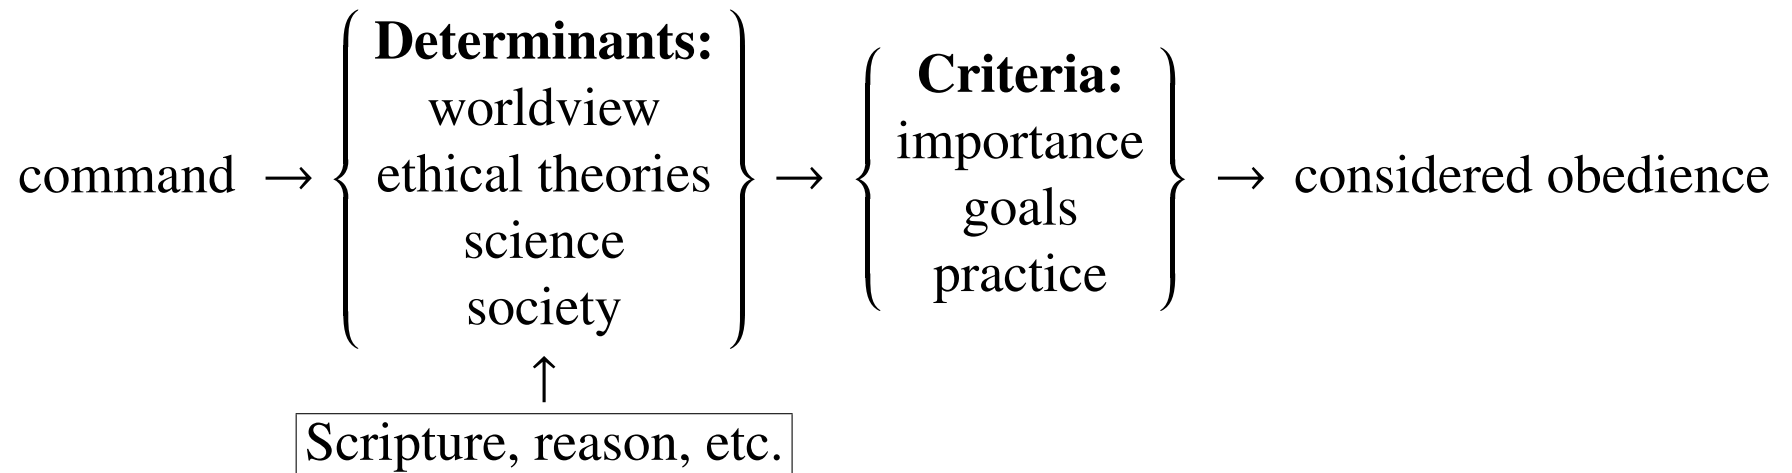 command → 
Determinants:
worldview
ethical theories
science
society
→
Criteria:
importance
goals
practice
→ considered obedience
↑
Scripture, reason, etc.